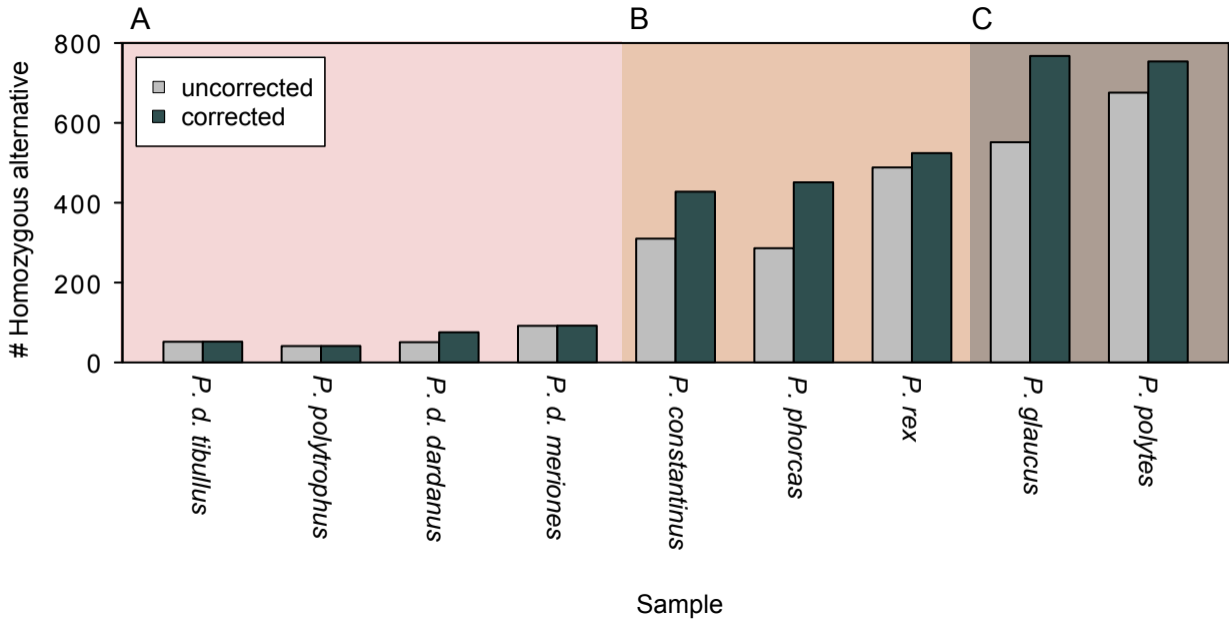 A B C
# Homozygous alternative
800
600
400
200
0
uncorrected
corrected
P. d. tibullus
P. polytrophus
P. d. dardanus
P. d. meriones
P. constantinus
P. phorcas
P. rex
P. glaucus
P. polytes
Sample